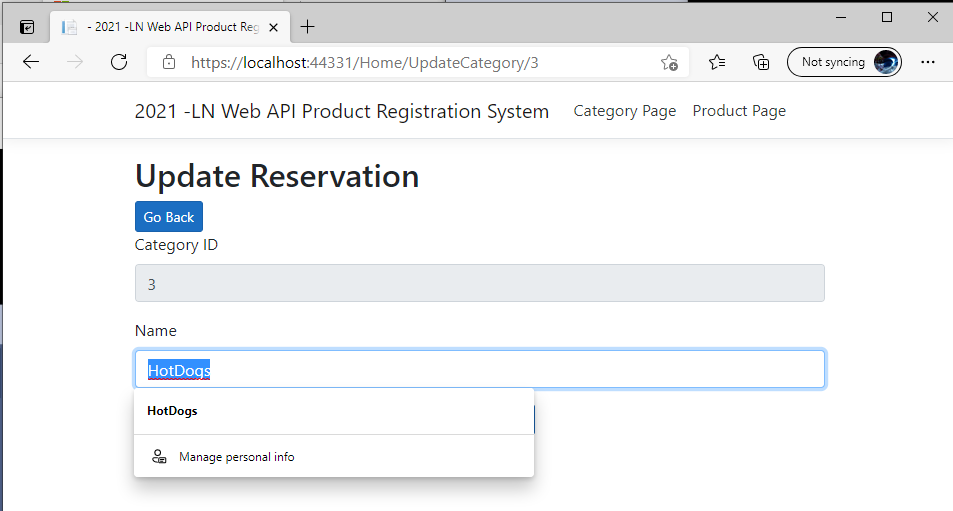 - 2021 -LN Web API Product Reg
https://localhost:44331/Home/UpdateCategory/3
Not syncing
2021 -LN Web API Product Registration System Category Page Product Page
Update Reservation
Go Back
Category ID
3
Name
HotDogs
HotDogs
Manage personal info